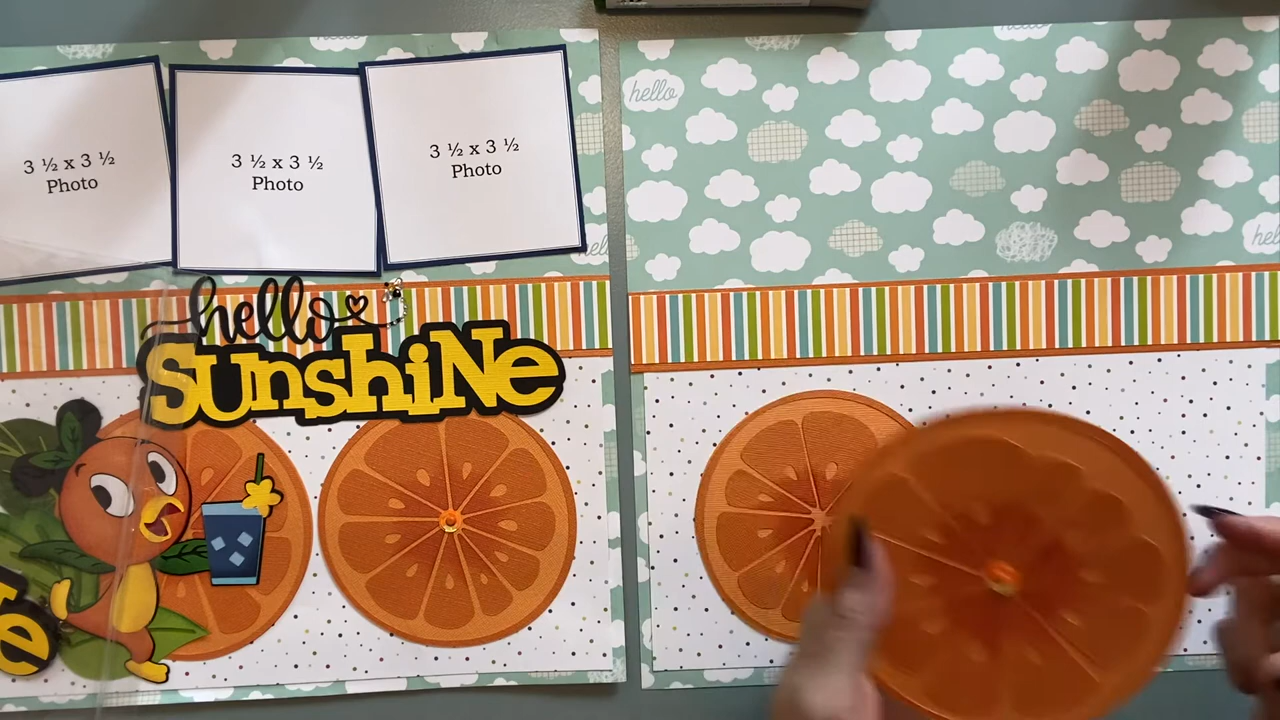 hello
hello
3 ½ x 3 ½
Photo
3 ½ x 3 ½
Photo
3 ½ x 3 ½
Photo
hello
SunshiNe
e